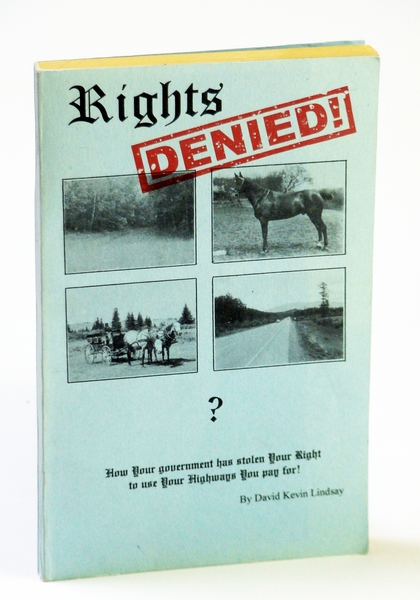 Rights
DENIED!
?
How Your government has stolen Your Right
to use Your Highways You pay for!
By David Kevin Lindsay